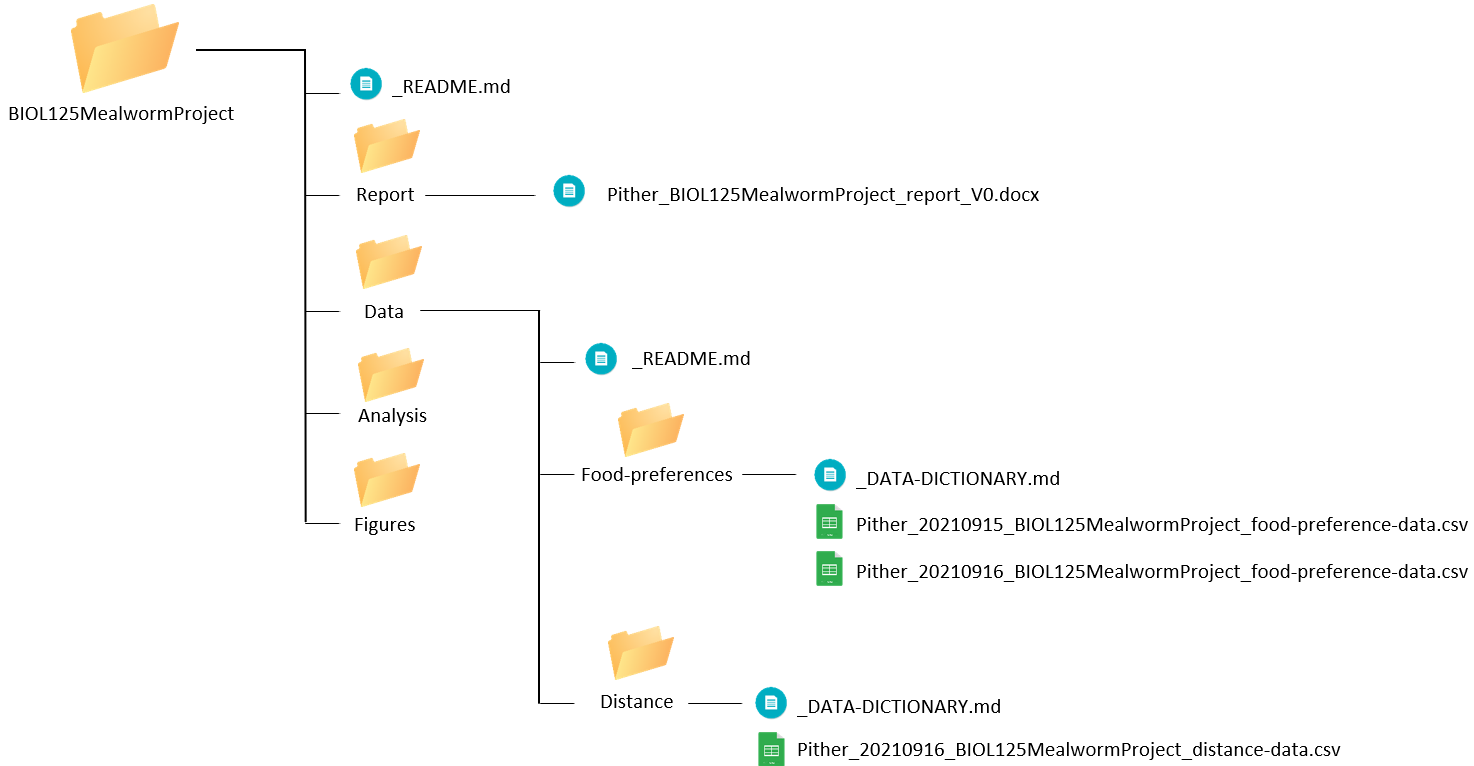 BIOL125MealwormProject
_README.md
Report
Pither_BIOL125MealwormProject_report_V0.docx
Data
_README.md
Analysis
Food-preferences
_DATA-DICTIONARY.md
Pither_20210915_BIOL125MealwormProject_food-preference-data.csv
Pither_20210916_BIOL125MealwormProject_food-preference-data.csv
Figures
Distance
_DATA-DICTIONARY.md
Pither_20210916_BIOL125MealwormProject_distance-data.csv